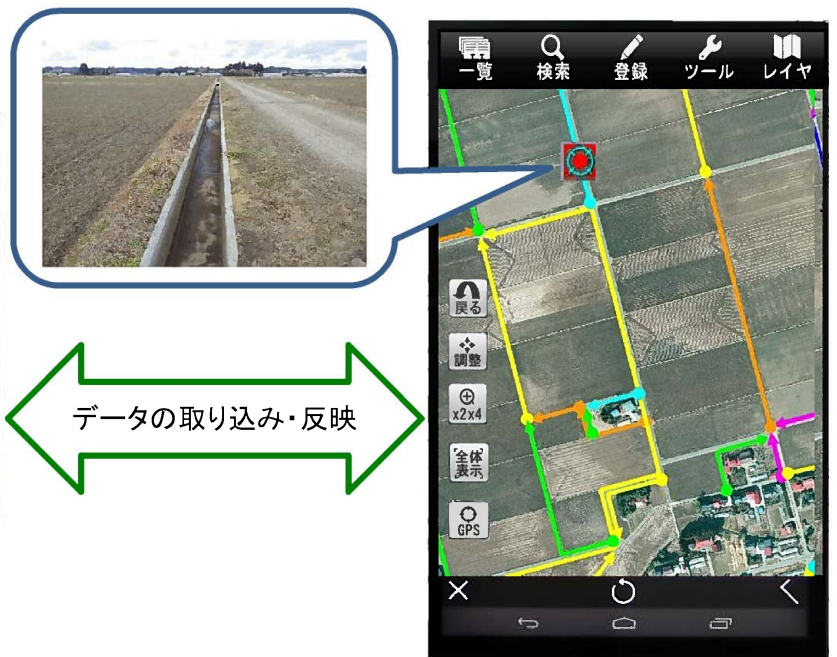 一覧
検索
登録
ツール
レイヤ
戻る
調整
x2x4
全体
表示
GPS
データの取り込み・反映